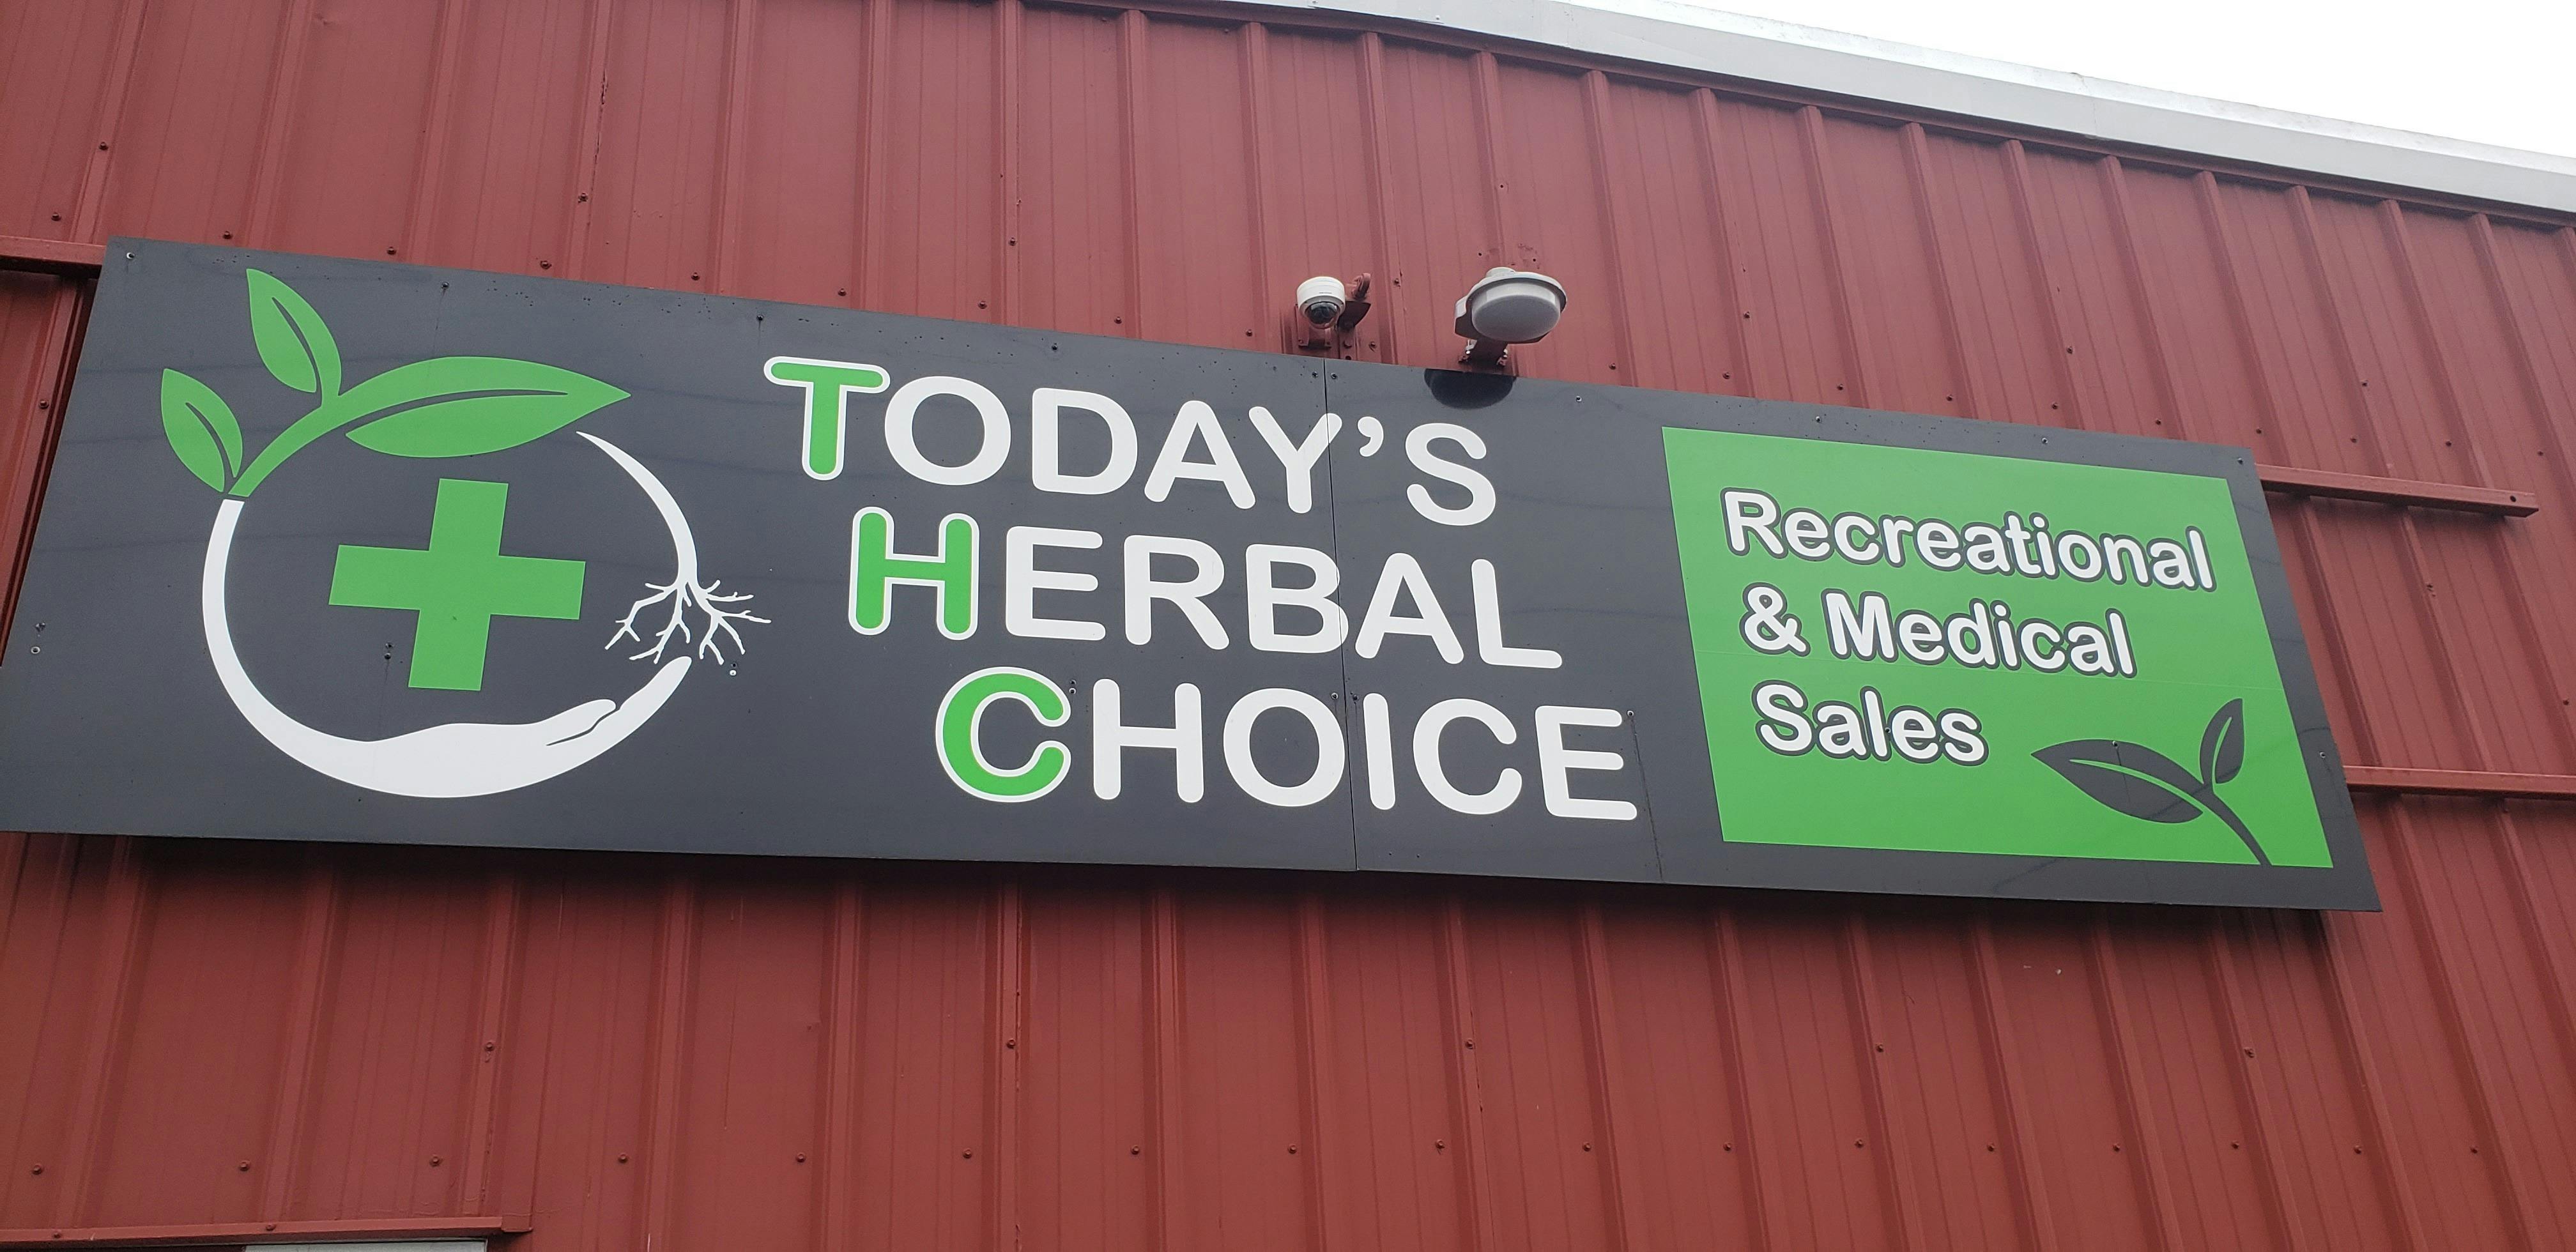 TODAY'S
HERBAL
CHOICE
Recreational
& Medical
Sales